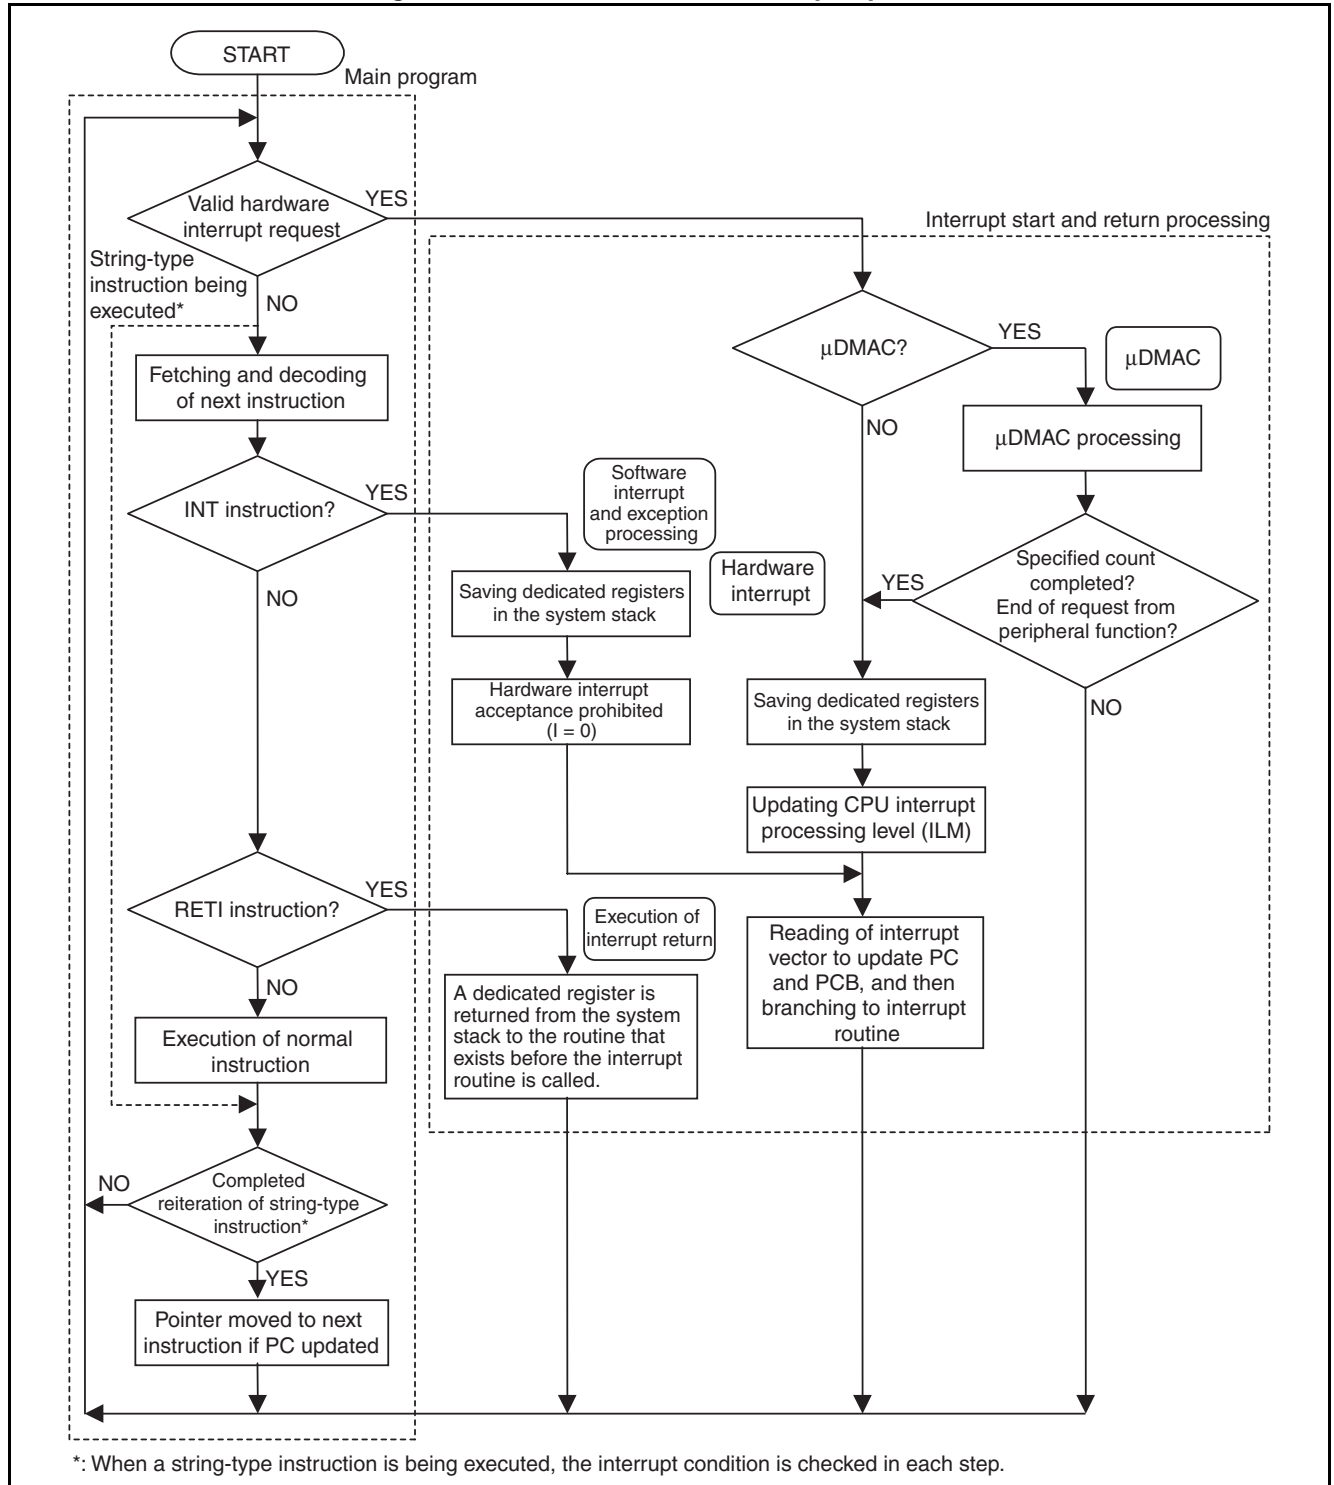 START
Main program
Valid hardware
interrupt request
YES
NO
String-type
instruction being
executed*
Fetching and decoding
of next instruction
INT instruction?
YES
NO
RETI instruction?
YES
NO
Execution of normal
instruction
Completed
reiteration of string-type
instruction*
NO
YES
Pointer moved to next
instruction if PC updated
Interrupt start and return processing
µDMAC?
YES
NO
µDMAC
µDMAC processing
Specified count
completed?
End of request from
peripheral function?
YES
NO
Software
interrupt
and exception
processing
Saving dedicated registers
in the system stack
Hardware interrupt
acceptance prohibited
(I = 0)
Hardware
interrupt
Saving dedicated registers
in the system stack
Updating CPU interrupt
processing level (ILM)
Reading of interrupt
vector to update PC
and PCB, and then
branching to interrupt
routine
Execution of
interrupt return
A dedicated register is
returned from the system
stack to the routine that
exists before the interrupt
routine is called.
*: When a string-type instruction is being executed, the interrupt condition is checked in each step.